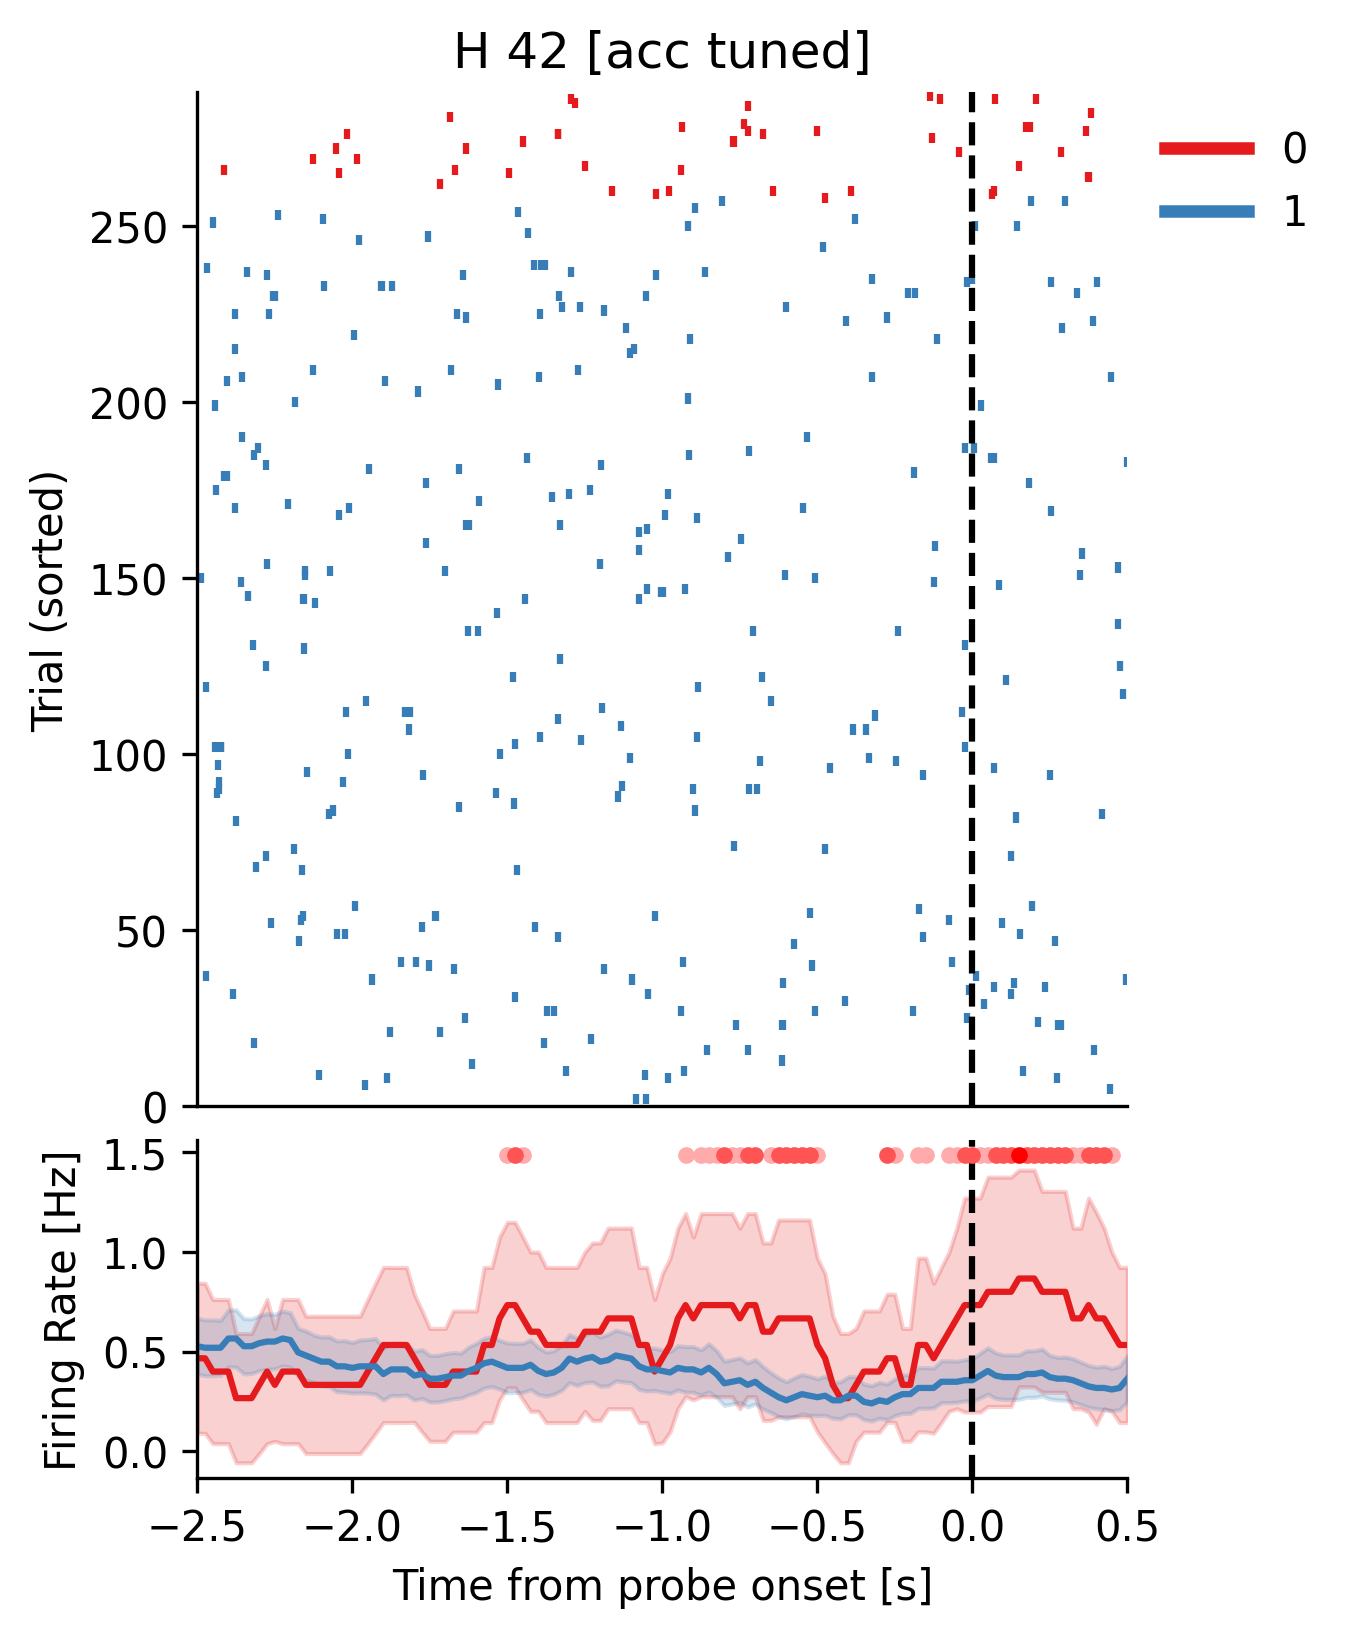 H 42 [acc tuned]
0
1
250
200
150
100
50
0
Trial (sorted)
1.5
1.0
0.5
0.0
Firing Rate [Hz]
−2.5 −2.0 −1.5 −1.0 −0.5 0.0 0.5
Time from probe onset [s]